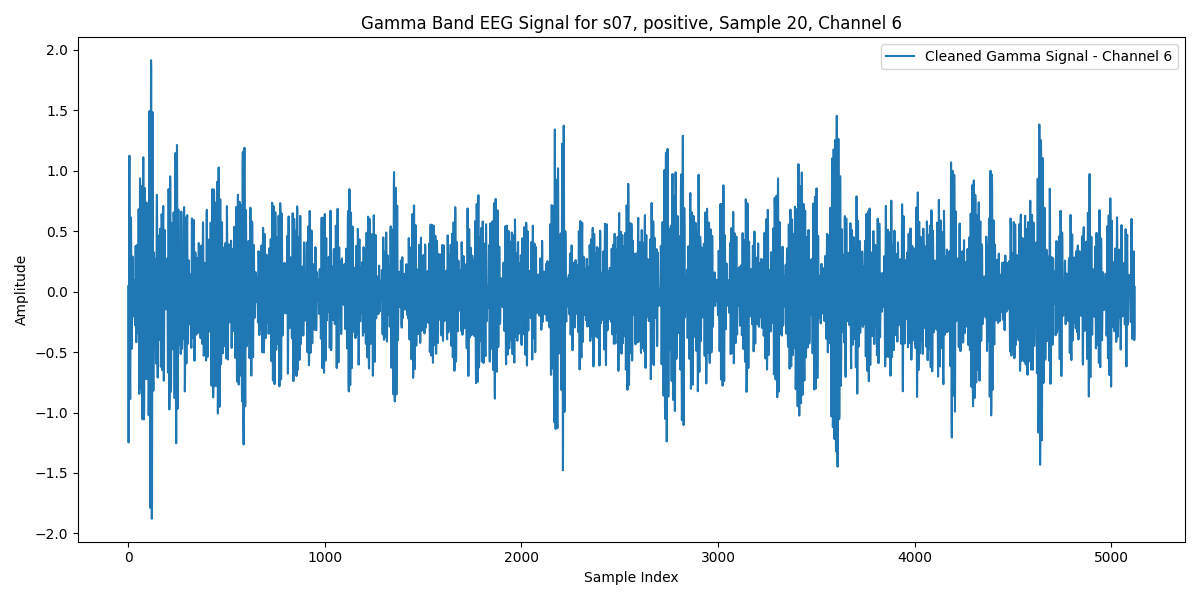 Gamma Band EEG Signal for s07, positive, Sample 20, Channel 6
Cleaned Gamma Signal - Channel 6
2.0
1.5
1.0
0.5
0.0
−0.5
−1.0
−1.5
−2.0
Amplitude
0 1000 2000 3000 4000 5000
Sample Index